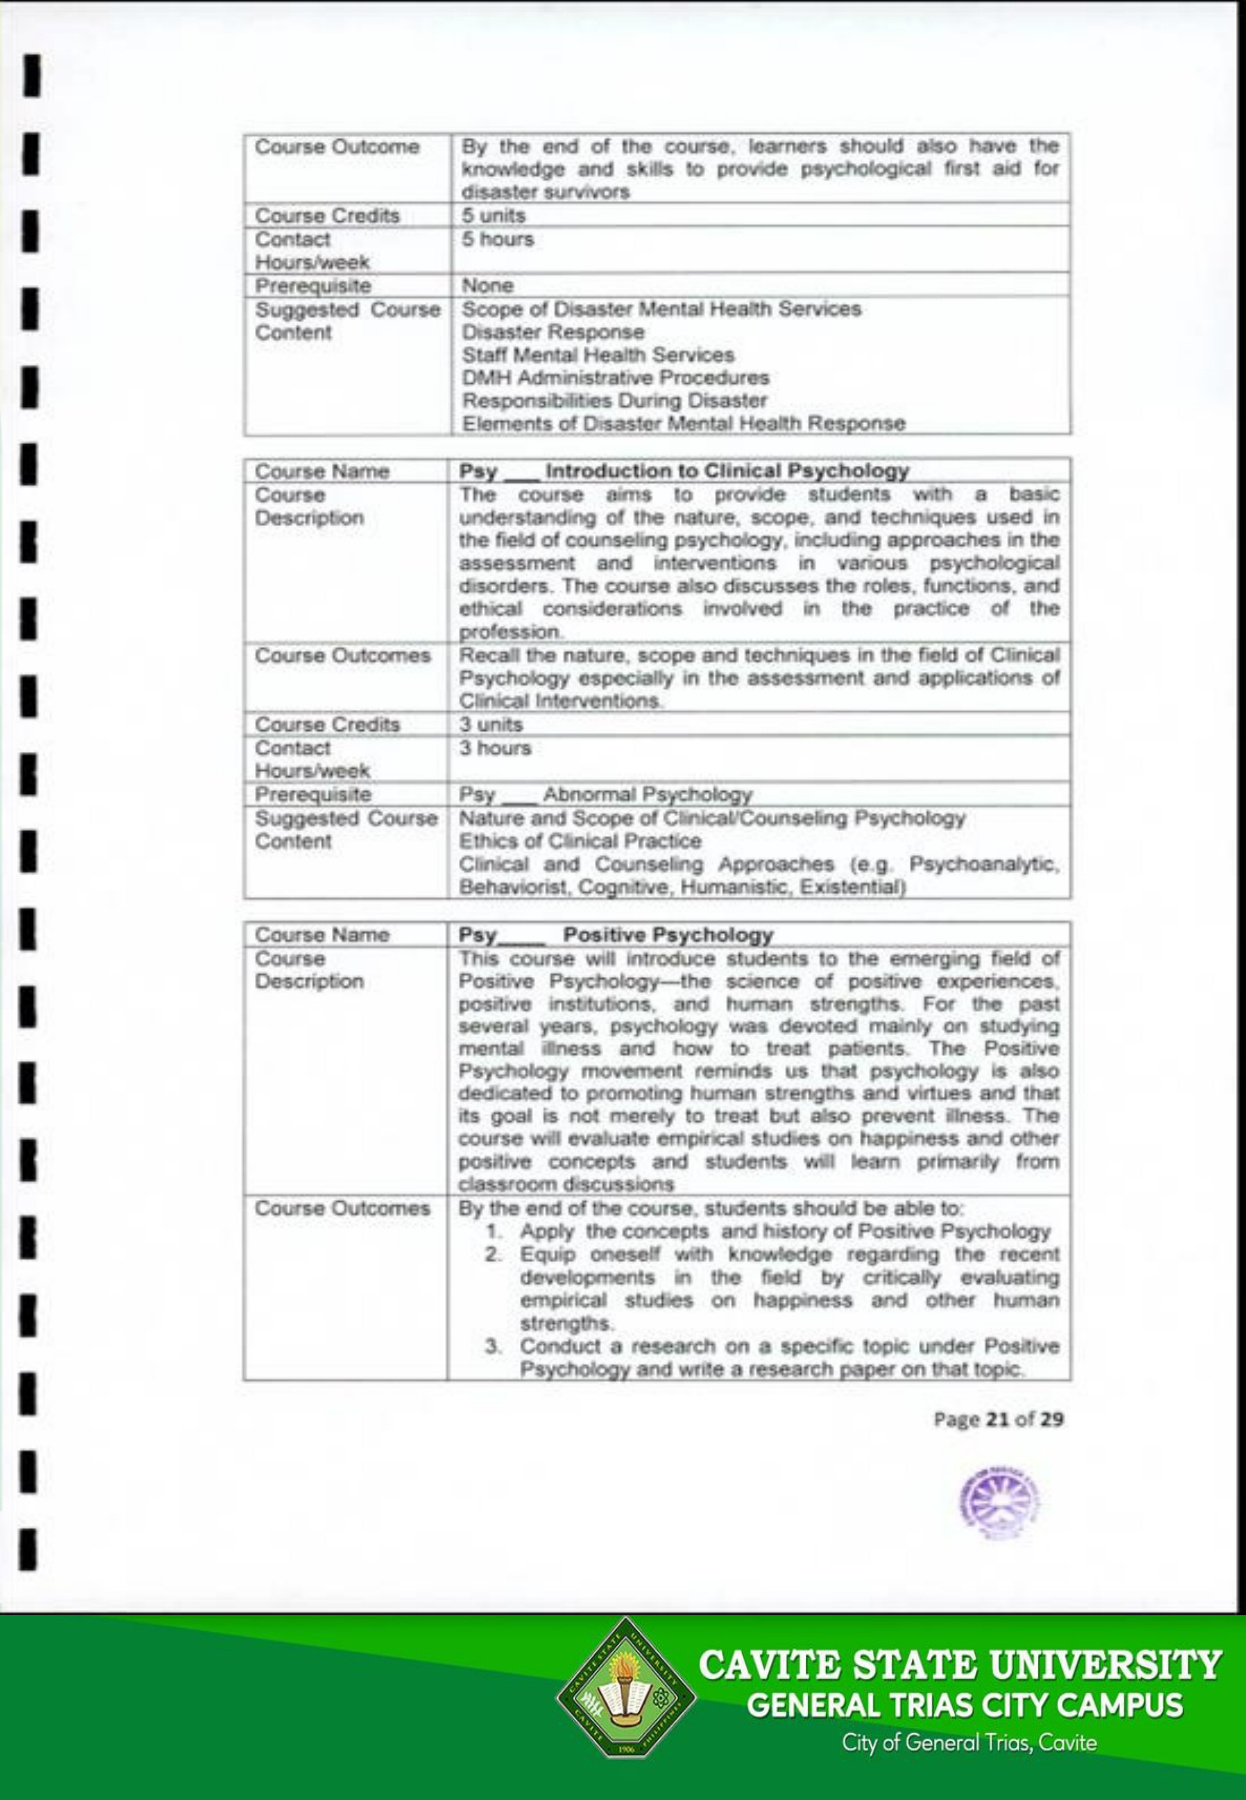 Course Outcome
By the end of the course, learners should also have the
knowledge and skills to provide psychological first aid for
disaster survivors
Course Credits
5 units
Contact
Hours/week
5 hours
Prerequisite
None
Suggested Course
Content
Scope of Disaster Mental Health Services
Disaster Response
Staff Mental Health Services
DMH Administrative Procedures
Responsibilities During Disaster
Elements of Disaster Mental Health Response
Course Name
Psy ___ Introduction to Clinical Psychology
Course
Description
The course aims to provide students with a basic
understanding of the nature, scope, and techniques used in
the field of counseling psychology, including approaches in the
assessment and interventions in various psychological
disorders. The course also discusses the roles, functions, and
ethical considerations involved in the practice of the
profession.
Course Outcomes
Recall the nature, scope and techniques in the field of Clinical
Psychology especially in the assessment and applications of
Clinical Interventions.
Course Credits
3 units
Contact
Hours/week
3 hours
Prerequisite
Psy ___ Abnormal Psychology
Suggested Course
Content
Nature and Scope of Clinical/Counseling Psychology
Ethics of Clinical Practice
Clinical and Counseling Approaches (e.g. Psychoanalytic,
Behaviorist, Cognitive, Humanistic, Existential)
Course Name
Psy____ Positive Psychology
Course
Description
This course will introduce students to the emerging field of
Positive Psychology—the science of positive experiences,
positive institutions, and human strengths. For the past
several years, psychology was devoted mainly on studying
mental illness and how to treat patients. The Positive
Psychology movement reminds us that psychology is also
dedicated to promoting human strengths and virtues and that
its goal is not merely to treat but also prevent illness. The
course will evaluate empirical studies on happiness and other
positive concepts and students will learn primarily from
classroom discussions
Course Outcomes
By the end of the course, students should be able to:
1. Apply the concepts and history of Positive Psychology
2. Equip oneself with knowledge regarding the recent
developments in the field by critically evaluating
empirical studies on happiness and other human
strengths.
3. Conduct a research on a specific topic under Positive
Psychology and write a research paper on that topic.
Page 21 of 29
CAVITE STATE UNIVERSITY
CAVITE
PHILIPPINES
1906
CAVITE STATE UNIVERSITY
GENERAL TRIAS CITY CAMPUS
City of General Trias, Cavite